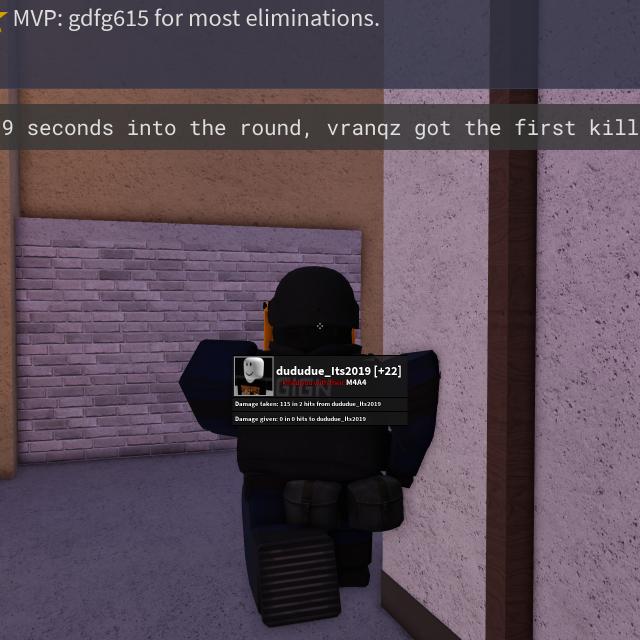 MVP: gdfg615 for most eliminations.
9 seconds into the round, vranqz got the first kill
dududue_Its2019 [+22]
M4A4
Damage taken: 115 in 2 hits from dududue_Its2019
Damage given: 0 in 0 hits to dududue_Its2019